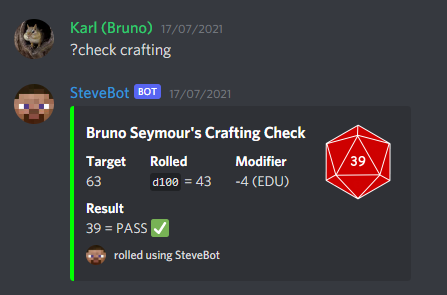 Karl (Bruno) 17/07/2021
?check crafting
SteveBot BOT 17/07/2021
Bruno Seymour's Crafting Check
39
Target Rolled Modifier
63 d100 = 43 -4 (EDU)
Result
39 = PASS ✅
rolled using SteveBot